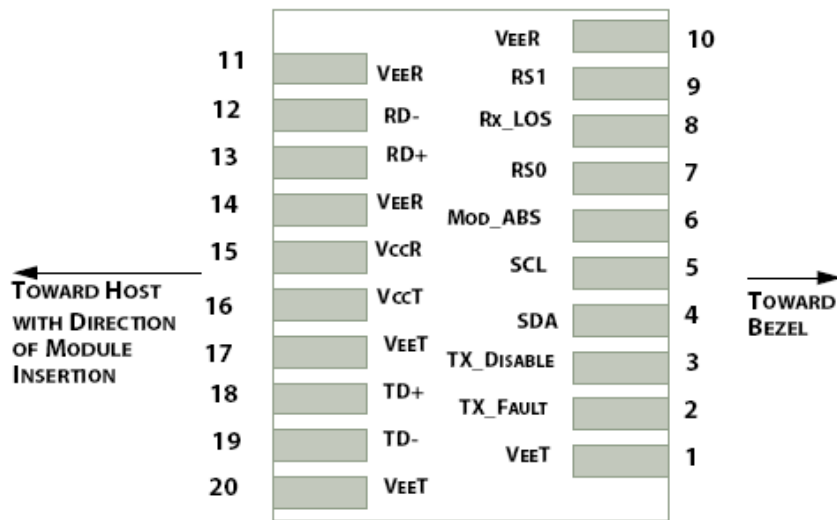 VEER 10
11 VEER RS1 9
12 RD- Rx_LOS 8
13 RD+ RS0 7
14 VEER MOD_ABS 6
15 VCCR SCL 5
16 VCCT SDA 4
17 VEET TX_DISABLE 3
18 TD+ TX_FAULT 2
19 TD- VEET 1
20 VEET
TOWARD HOST
WITH DIRECTION
OF MODULE
INSERTION
TOWARD
BEZEL